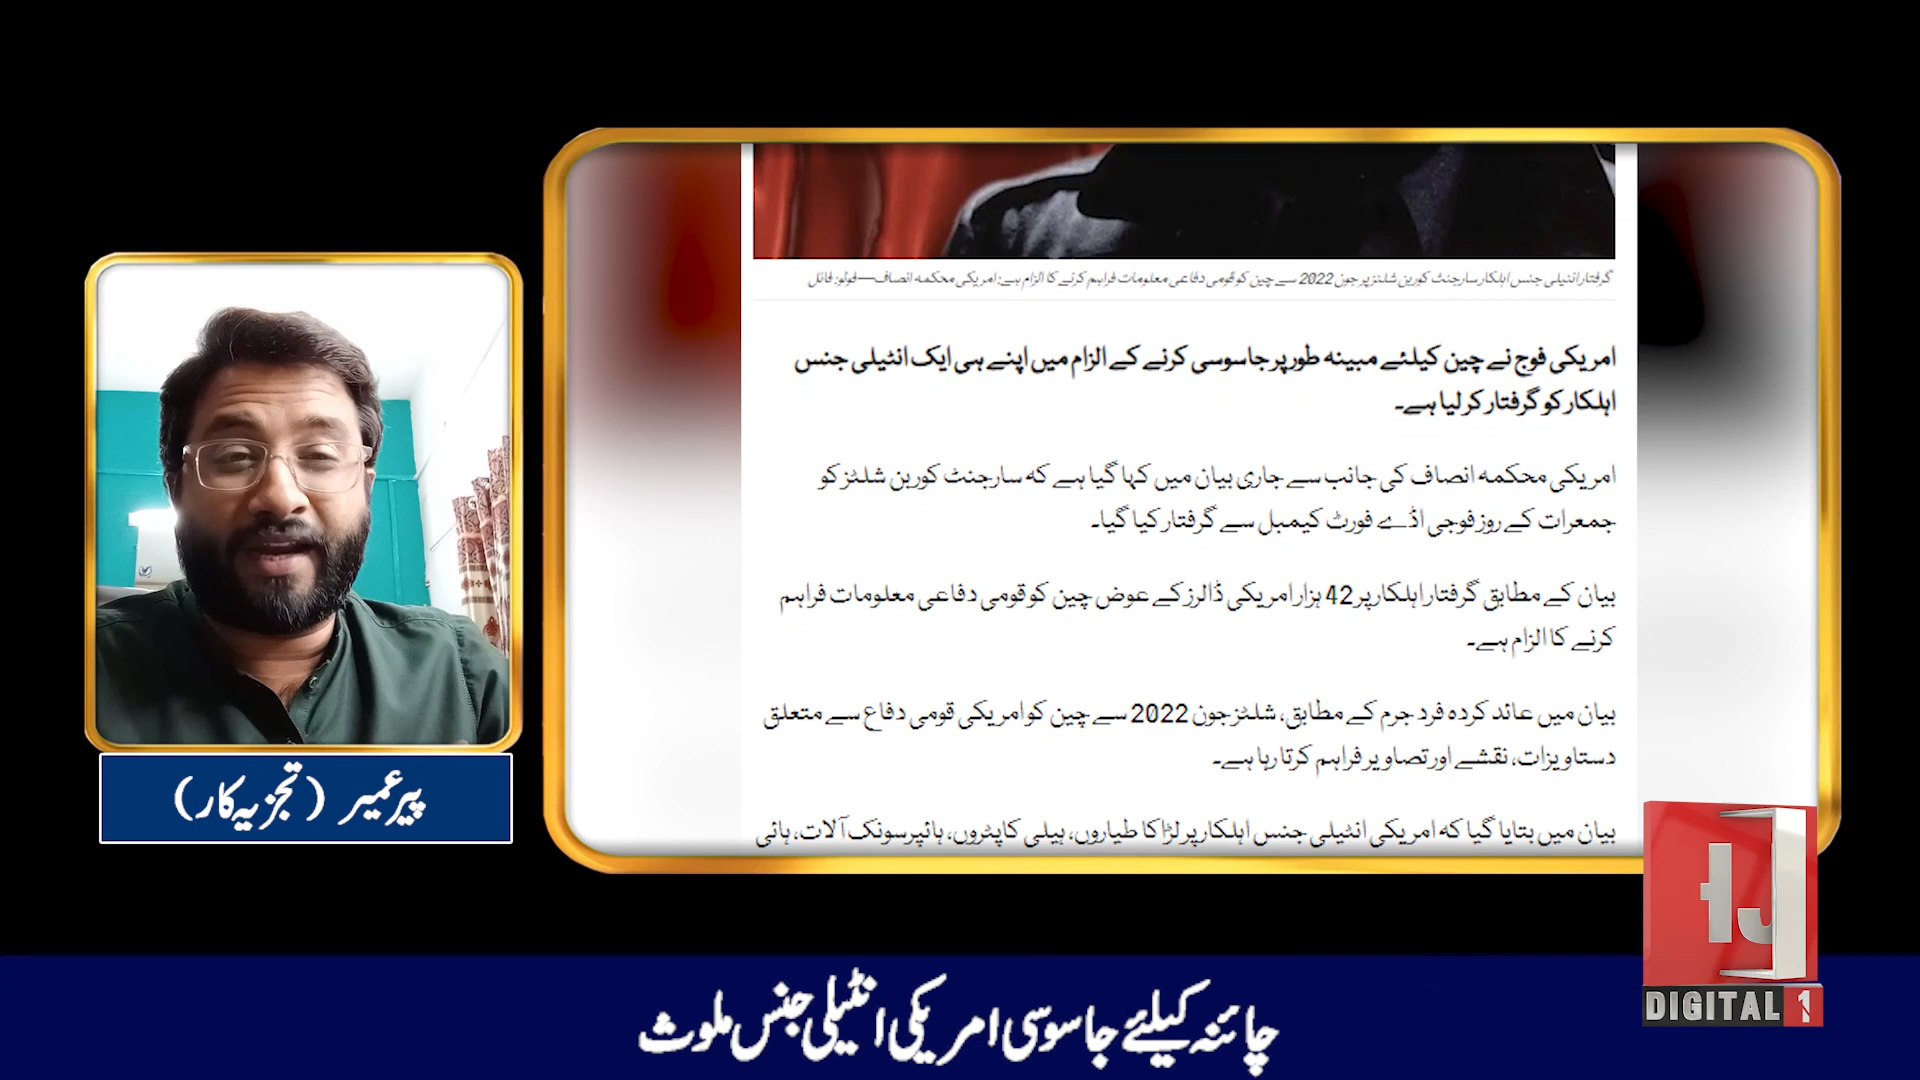 گرفتار انٹیلی جنس اہلکار سارجنٹ کوربن شلٹز پر جون 2022 سے چین کو قومی دفاعی معلومات فراہم کرنے کا الزام ہے: امریکی محکمہ انصاف — فوٹو: فائل
امریکی فوج نے چین کیلئے مبینہ طور پر جاسوسی کرنے کے الزام میں اپنے ہی ایک انٹیلی جنس
اہلکار کو گرفتار کر لیا ہے۔
امریکی محکمہ انصاف کی جانب سے جاری بیان میں کہا گیا ہے کہ سارجنٹ کوربن شلٹز کو
جمعرات کے روز فوجی اڈے فورٹ کیمبل سے گرفتار کیا گیا۔
بیان کے مطابق گرفتار اہلکار پر 42 ہزار امریکی ڈالرز کے عوض چین کو قومی دفاعی معلومات فراہم
کرنے کا الزام ہے۔
بیان میں عائد کردہ فرد جرم کے مطابق، شلٹز جون 2022 سے چین کو امریکی قومی دفاع سے متعلق
دستاویزات، نقشے اور تصاویر فراہم کرتا رہا ہے۔
بیان میں بتایا گیا کہ امریکی انٹیلی جنس اہلکار پر لڑاکا طیاروں، ہیلی کاپٹروں، ہائپرسونک آلات، ہائی
پیر عمیر (تجزیہ کار)
DIGITAL 1
چائنہ کیلئے جاسوسی امریکی انٹیلی جنس ملوث